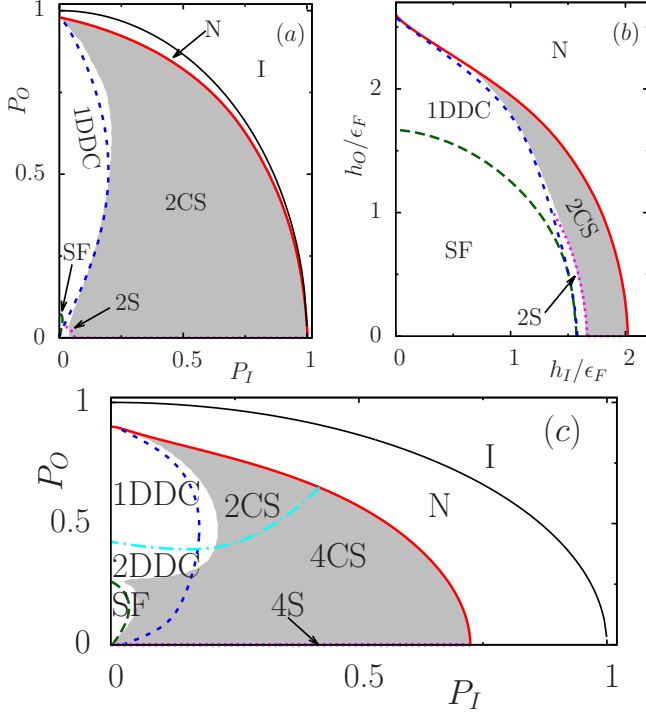 (a)
P_O
1
0.5
0
N
I
1DDC
2CS
SF
2S
0
0.5
1
P_I
(b)
h_O/ϵ_F
2
1
0
N
1DDC
2CS
SF
2S
0
1
2
h_I/ϵ_F
(c)
P_O
1
0.5
0
I
N
1DDC
2CS
2DDC
4CS
SF
4S
0
0.5
1
P_I